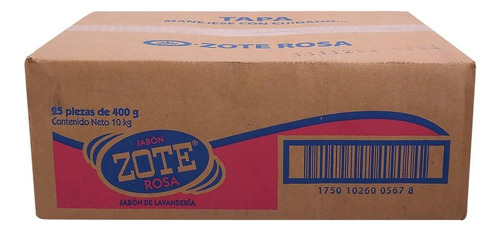 TAPA
MANEJESE CON CUIDADO...
ZOTE ROSA
25 piezas de 400 g
Contenido Neto 10 kg
JABÓN
ZOTE®
ROSA
JABÓN DE LAVANDERÍA
1750 10260 0567 8